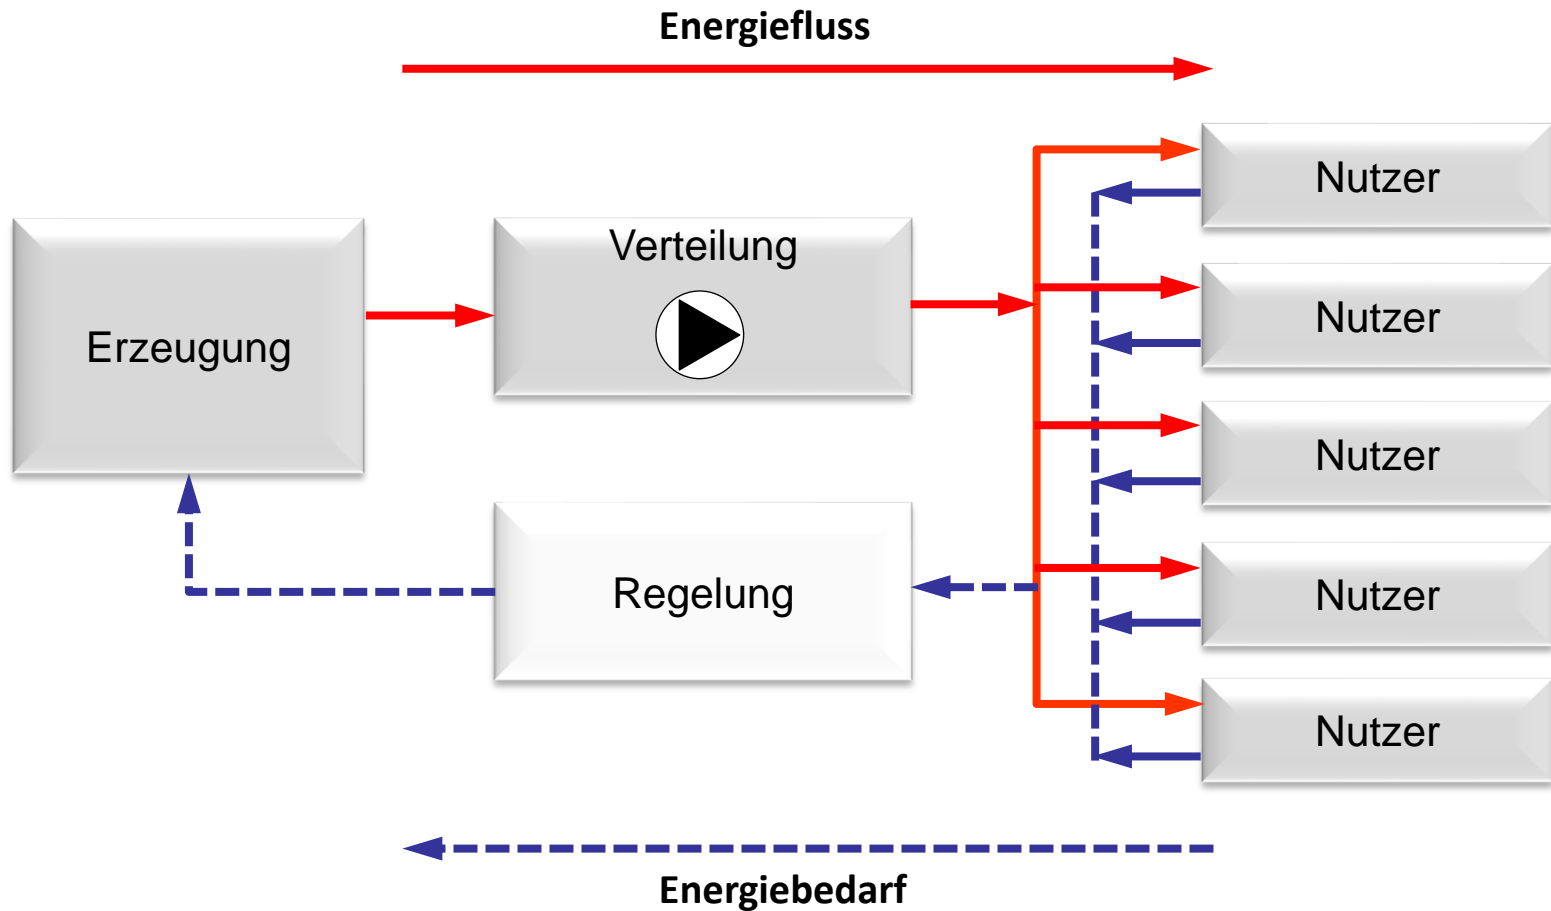 Energiefluss
Erzeugung
Verteilung
Regelung
Nutzer
Nutzer
Nutzer
Nutzer
Nutzer
Energiebedarf